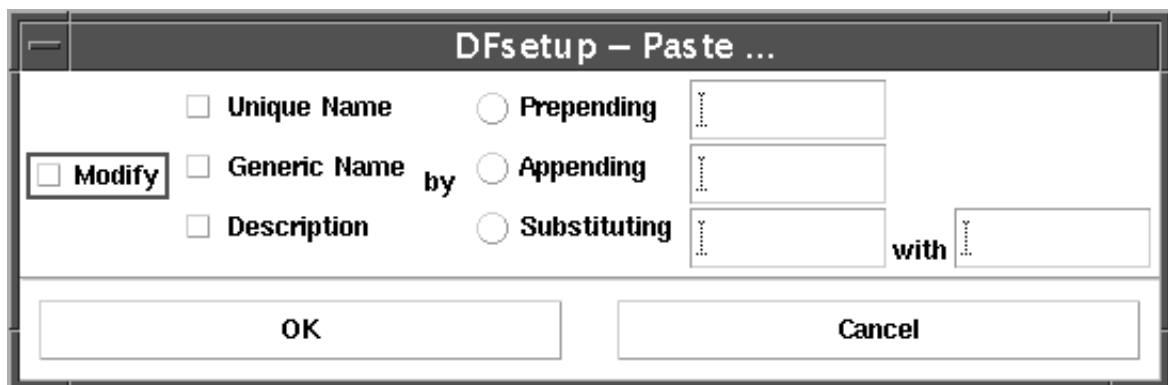 DFsetup – Paste ...
Unique Name Prepending
Modify Generic Name by Appending
Description Substituting with
OK Cancel